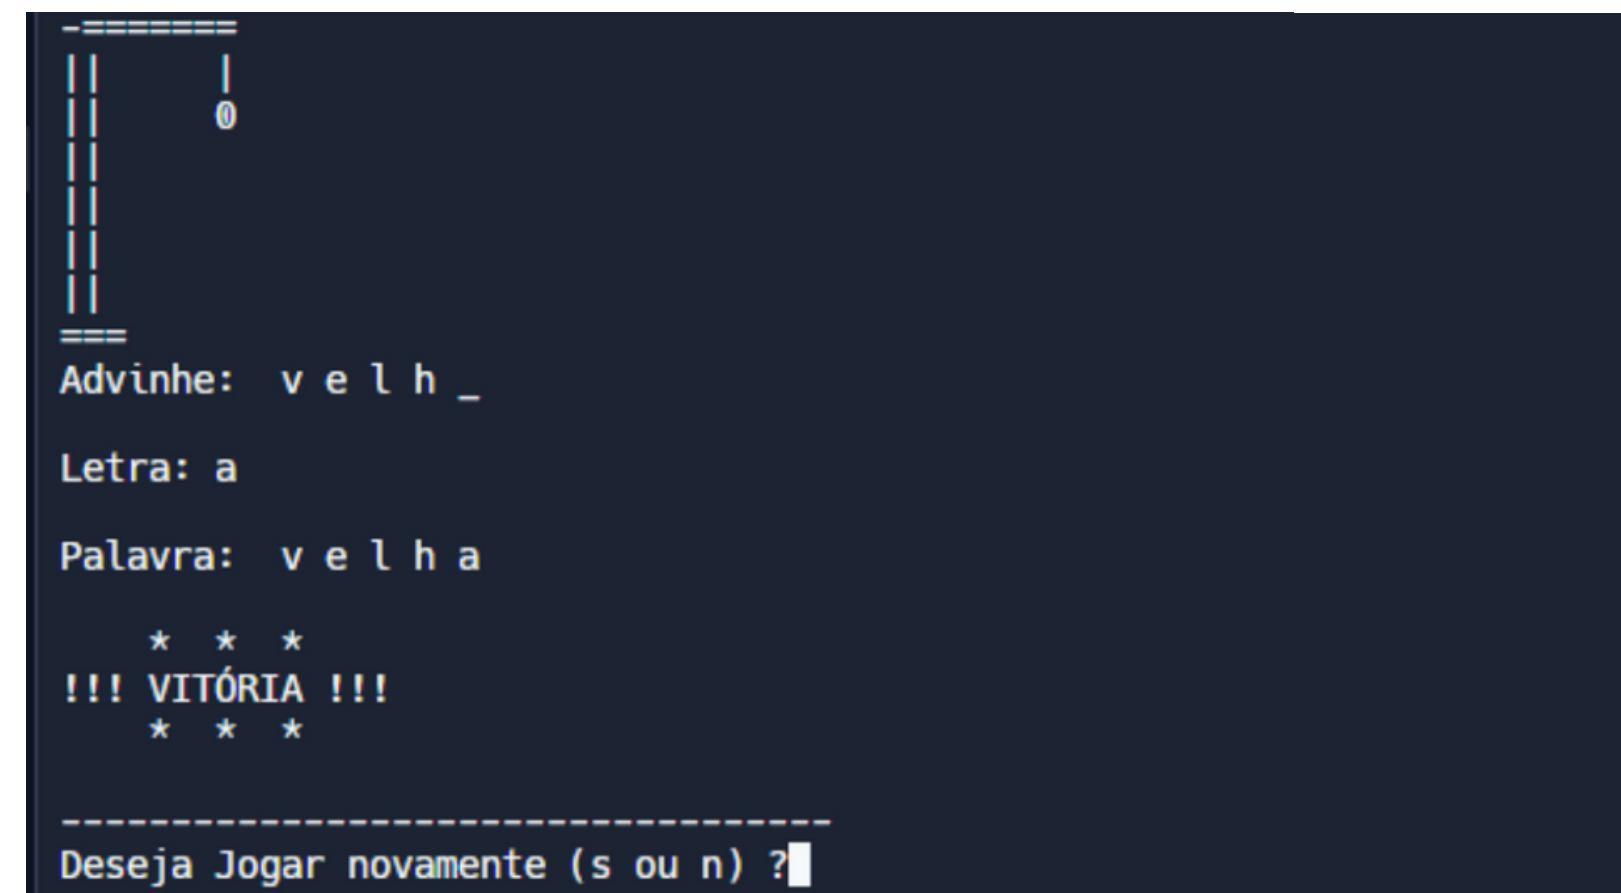 -=======
||     |
||     0
||
||
||
||
===
Advinhe:  v e l h _
Letra: a
Palavra:  v e l h a
    *  *  *
!!! VITÓRIA !!!
    *  *  *
-----------------------------------
Deseja Jogar novamente (s ou n) ?